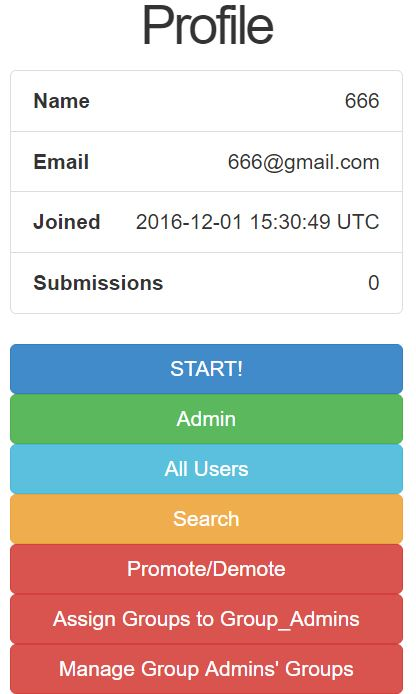 Profile
Name 666
Email 666@gmail.com
Joined 2016-12-01 15:30:49 UTC
Submissions 0
START!
Admin
All Users
Search
Promote/Demote
Assign Groups to Group_Admins
Manage Group Admins' Groups